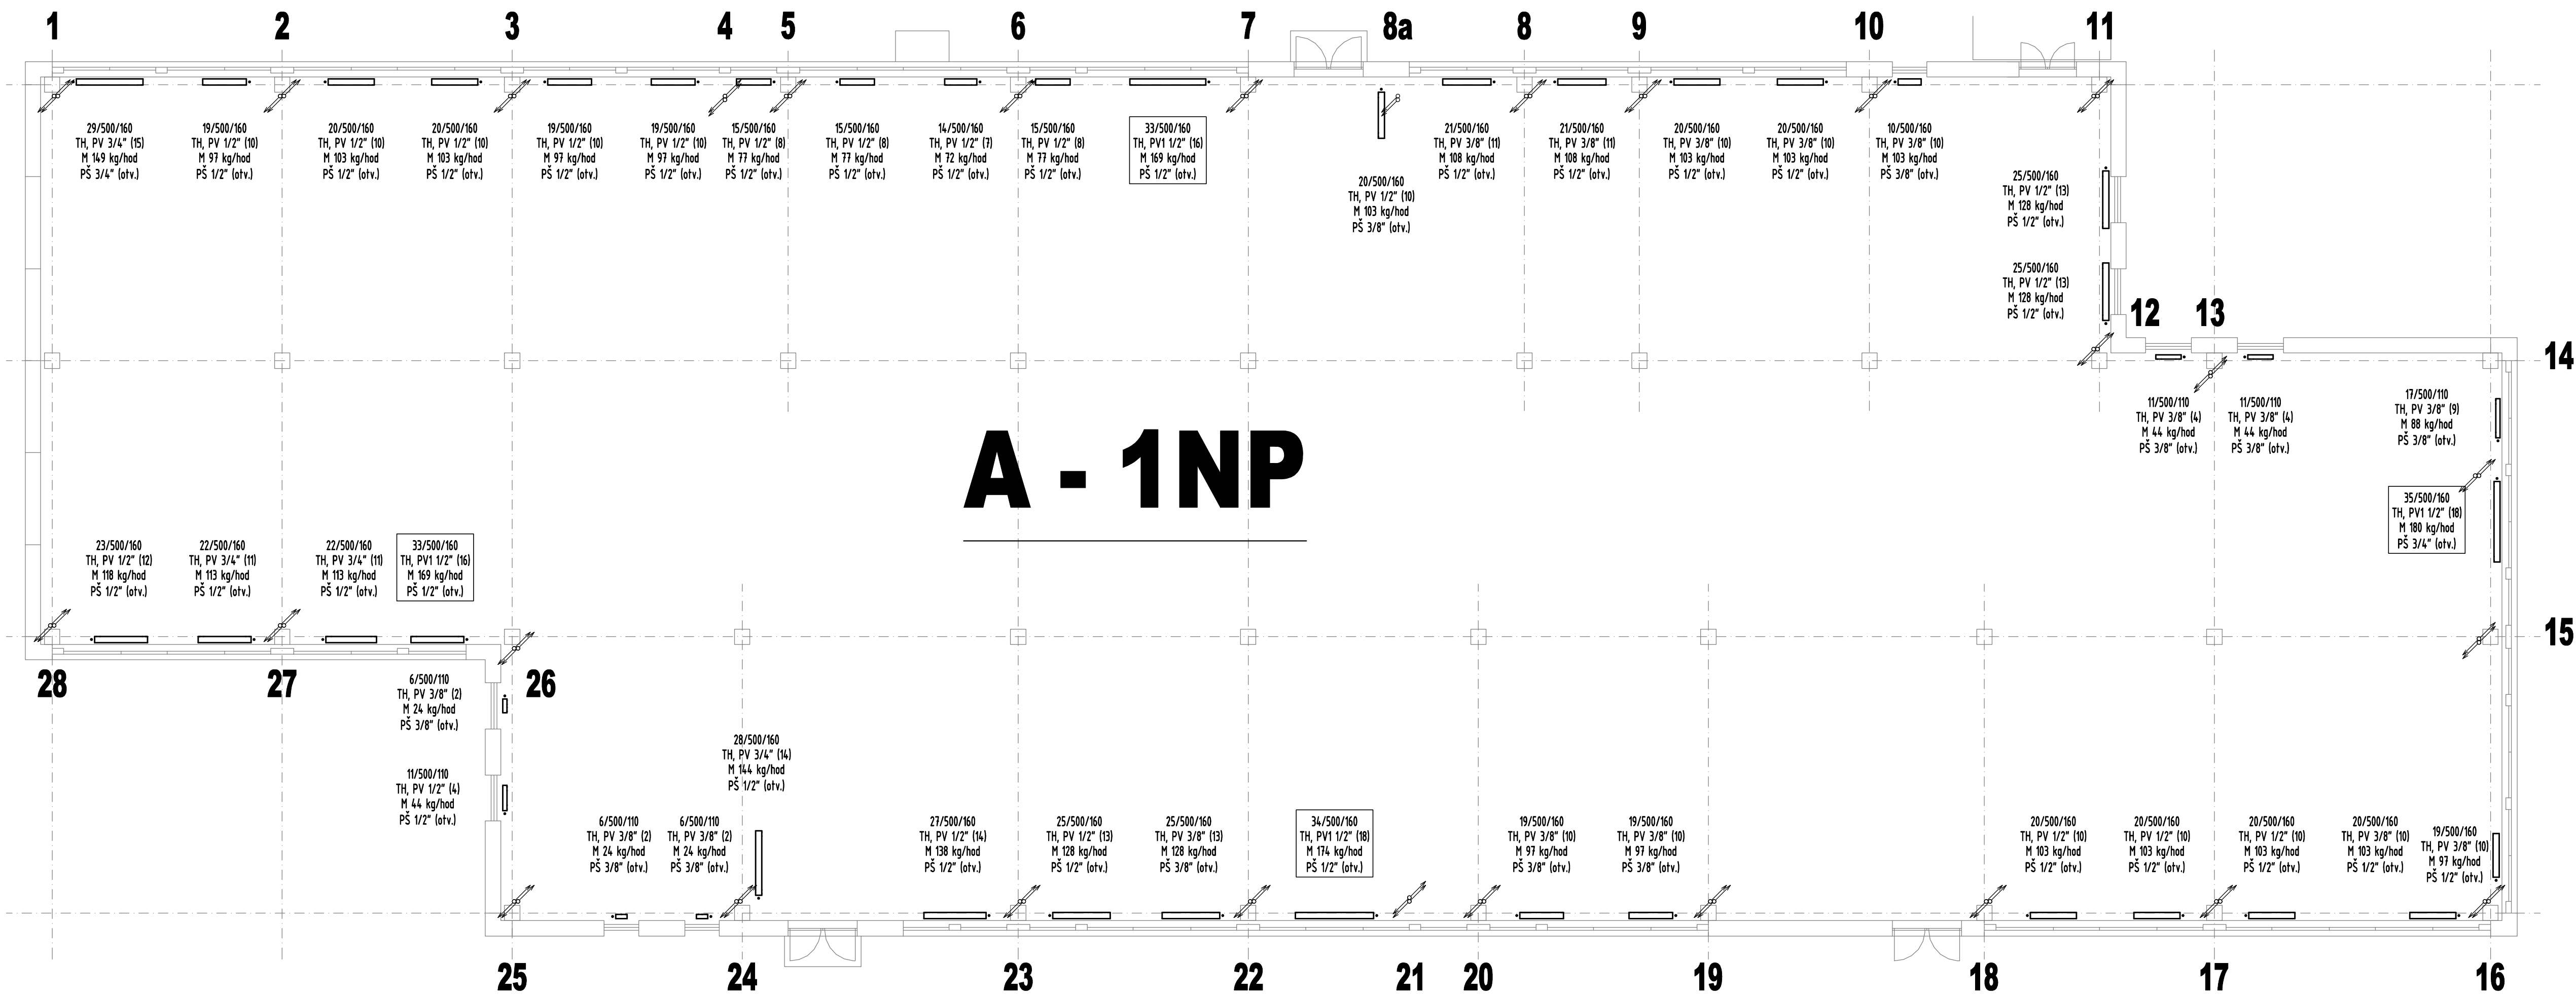 1
2
3
4
5
6
7
8a
8
9
10
11
29/500/160
TH, PV 3/4" (15)
M 149 kg/hod
PŠ 3/4" (otv.)
19/500/160
TH, PV 1/2" (10)
M 97 kg/hod
PŠ 1/2" (otv.)
20/500/160
TH, PV 1/2" (10)
M 103 kg/hod
PŠ 1/2" (otv.)
20/500/160
TH, PV 1/2" (10)
M 103 kg/hod
PŠ 1/2" (otv.)
19/500/160
TH, PV 1/2" (10)
M 97 kg/hod
PŠ 1/2" (otv.)
19/500/160
TH, PV 1/2" (10)
M 97 kg/hod
PŠ 1/2" (otv.)
15/500/160
TH, PV 1/2" (8)
M 77 kg/hod
PŠ 1/2" (otv.)
15/500/160
TH, PV 1/2" (8)
M 77 kg/hod
PŠ 1/2" (otv.)
14/500/160
TH, PV 1/2" (7)
M 72 kg/hod
PŠ 1/2" (otv.)
15/500/160
TH, PV 1/2" (8)
M 77 kg/hod
PŠ 1/2" (otv.)
33/500/160
TH, PV1 1/2" (16)
M 169 kg/hod
PŠ 1/2" (otv.)
20/500/160
TH, PV 1/2" (10)
M 103 kg/hod
PŠ 3/8" (otv.)
21/500/160
TH, PV 3/8" (11)
M 108 kg/hod
PŠ 1/2" (otv.)
21/500/160
TH, PV 3/8" (11)
M 108 kg/hod
PŠ 1/2" (otv.)
20/500/160
TH, PV 3/8" (10)
M 103 kg/hod
PŠ 1/2" (otv.)
20/500/160
TH, PV 3/8" (10)
M 103 kg/hod
PŠ 1/2" (otv.)
10/500/160
TH, PV 3/8" (10)
M 103 kg/hod
PŠ 3/8" (otv.)
25/500/160
TH, PV 1/2" (13)
M 128 kg/hod
PŠ 1/2" (otv.)
25/500/160
TH, PV 1/2" (13)
M 128 kg/hod
PŠ 1/2" (otv.)
12
13
14
11/500/110
TH, PV 3/8" (4)
M 44 kg/hod
PŠ 3/8" (otv.)
11/500/110
TH, PV 3/8" (4)
M 44 kg/hod
PŠ 3/8" (otv.)
17/500/110
TH, PV 3/8" (9)
M 88 kg/hod
PŠ 3/8" (otv.)
A - 1NP
35/500/160
TH, PV1 1/2" (18)
M 180 kg/hod
PŠ 3/4" (otv.)
23/500/160
TH, PV 1/2" (12)
M 118 kg/hod
PŠ 1/2" (otv.)
22/500/160
TH, PV 3/4" (11)
M 113 kg/hod
PŠ 1/2" (otv.)
22/500/160
TH, PV 3/4" (11)
M 113 kg/hod
PŠ 1/2" (otv.)
33/500/160
TH, PV1 1/2" (16)
M 169 kg/hod
PŠ 1/2" (otv.)
15
28
27
26
6/500/110
TH, PV 3/8" (2)
M 24 kg/hod
PŠ 3/8" (otv.)
11/500/110
TH, PV 1/2" (4)
M 44 kg/hod
PŠ 1/2" (otv.)
28/500/160
TH, PV 3/4" (14)
M 144 kg/hod
PŠ 1/2" (otv.)
6/500/110
TH, PV 3/8" (2)
M 24 kg/hod
PŠ 3/8" (otv.)
6/500/110
TH, PV 3/8" (2)
M 24 kg/hod
PŠ 3/8" (otv.)
27/500/160
TH, PV 1/2" (14)
M 138 kg/hod
PŠ 1/2" (otv.)
25/500/160
TH, PV 1/2" (13)
M 128 kg/hod
PŠ 1/2" (otv.)
25/500/160
TH, PV 3/8" (13)
M 128 kg/hod
PŠ 3/8" (otv.)
34/500/160
TH, PV1 1/2" (18)
M 174 kg/hod
PŠ 1/2" (otv.)
19/500/160
TH, PV 3/8" (10)
M 97 kg/hod
PŠ 3/8" (otv.)
19/500/160
TH, PV 3/8" (10)
M 97 kg/hod
PŠ 3/8" (otv.)
20/500/160
TH, PV 1/2" (10)
M 103 kg/hod
PŠ 1/2" (otv.)
20/500/160
TH, PV 1/2" (10)
M 103 kg/hod
PŠ 1/2" (otv.)
20/500/160
TH, PV 1/2" (10)
M 103 kg/hod
PŠ 1/2" (otv.)
20/500/160
TH, PV 3/8" (10)
M 103 kg/hod
PŠ 1/2" (otv.)
19/500/160
TH, PV 3/8" (10)
M 97 kg/hod
PŠ 1/2" (otv.)
25
24
23
22
21
20
19
18
17
16